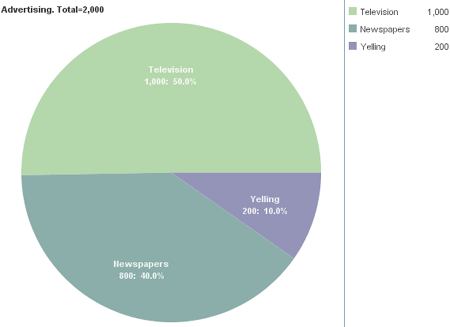 Advertising. Total=2,000
Television 1,000
Newspapers 800
Yelling 200
Television
1,000: 50.0%
Yelling
200: 10.0%
Newspapers
800: 40.0%